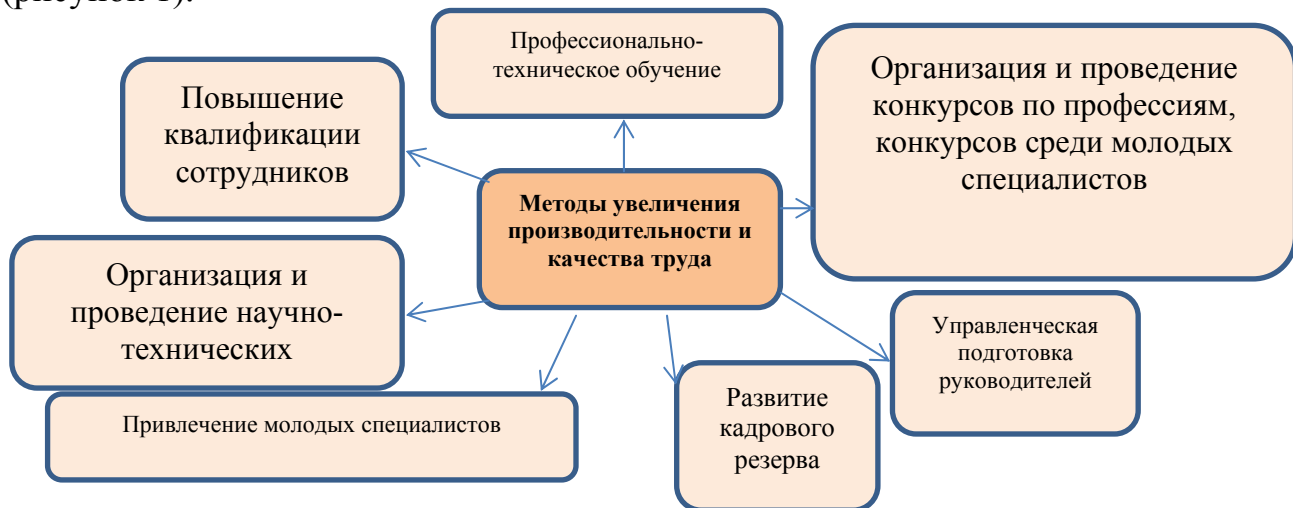 (рисунок 1).
Профессионально-
техническое обучение
Организация и проведение
конкурсов по профессиям,
конкурсов среди молодых
специалистов
Повышение
квалификации
сотрудников
Методы увеличения
производительности и
качества труда
Организация и
проведение научно-
технических
Управленческая
подготовка
руководителей
Развитие
кадрового
резерва
Привлечение молодых специалистов